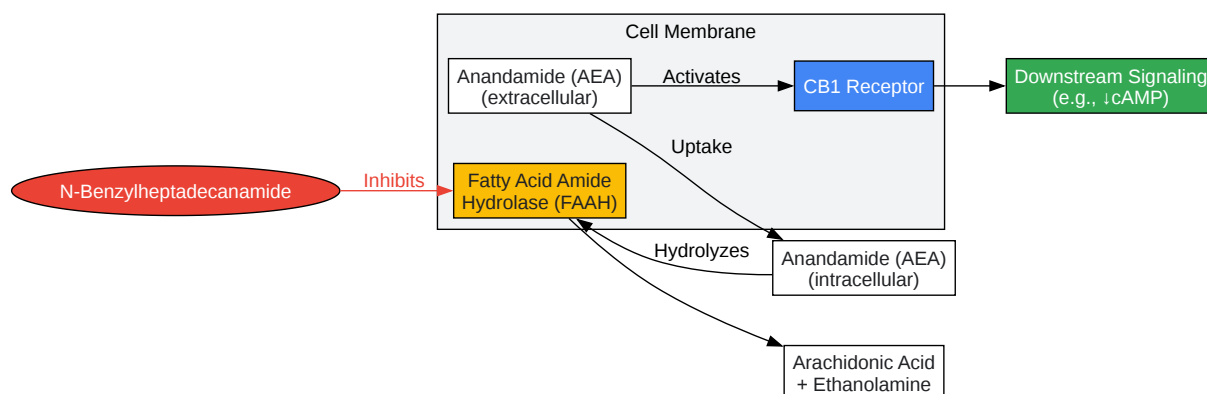 Cell Membrane
Anandamide (AEA)
(extracellular)
Activates
CB1 Receptor
Downstream Signaling
(e.g., ↓cAMP)
Uptake
N-Benzylheptadecanamide
Inhibits
Fatty Acid Amide
Hydrolase (FAAH)
Hydrolyzes
Anandamide (AEA)
(intracellular)
Arachidonic Acid
+ Ethanolamine